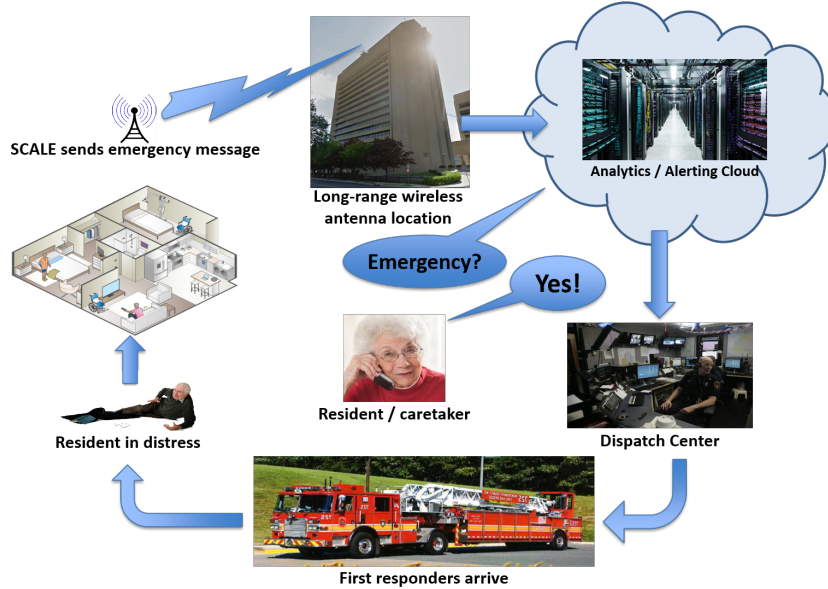 SCALE sends emergency message
Long-range wireless
antenna location
Analytics / Alerting Cloud
Emergency?
Yes!
Resident / caretaker
Dispatch Center
Resident in distress
First responders arrive